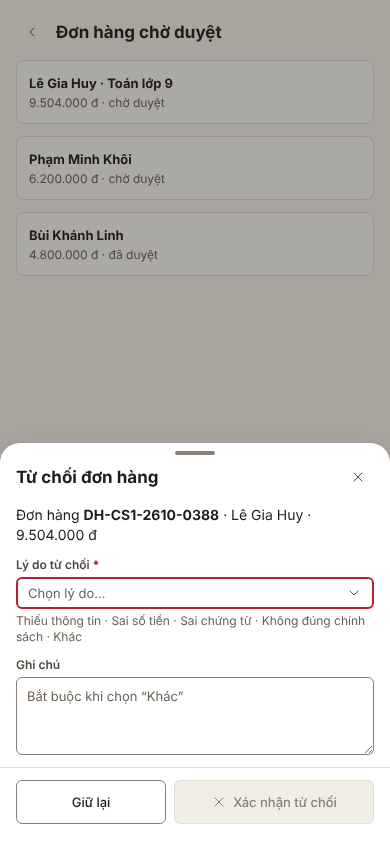 Đơn hàng chờ duyệt
Lê Gia Huy · Toán lớp 9
9.504.000 đ · chờ duyệt
Phạm Minh Khôi
6.200.000 đ · chờ duyệt
Bùi Khánh Linh
4.800.000 đ · đã duyệt
Từ chối đơn hàng
Đơn hàng DH-CS1-2610-0388 · Lê Gia Huy ·
9.504.000 đ
Lý do từ chối *
Chọn lý do...
Thiếu thông tin · Sai số tiền · Sai chứng từ · Không đúng chính
sách · Khác
Ghi chú
Bắt buộc khi chọn “Khác”
Giữ lại
Xác nhận từ chối